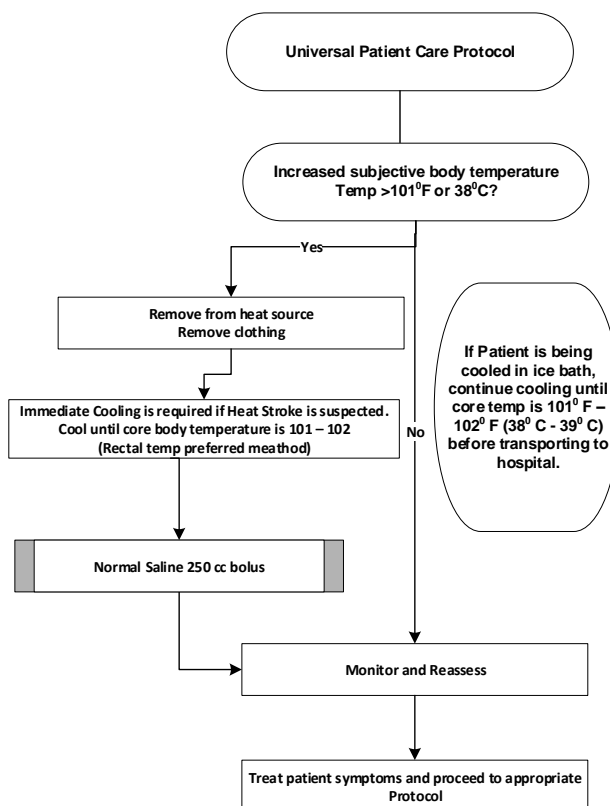 Universal Patient Care Protocol
Increased subjective body temperature
Temp >101⁰F or 38⁰C?
Yes
Remove from heat source
Remove clothing
Immediate Cooling is required if Heat Stroke is suspected.
Cool until core body temperature is 101 – 102
(Rectal temp preferred meathod)
No
If Patient is being
cooled in ice bath,
continue cooling until
core temp is 101⁰ F –
102⁰ F (38⁰ C - 39⁰ C)
before transporting to
hospital.
Normal Saline 250 cc bolus
Monitor and Reassess
Treat patient symptoms and proceed to appropriate
Protocol